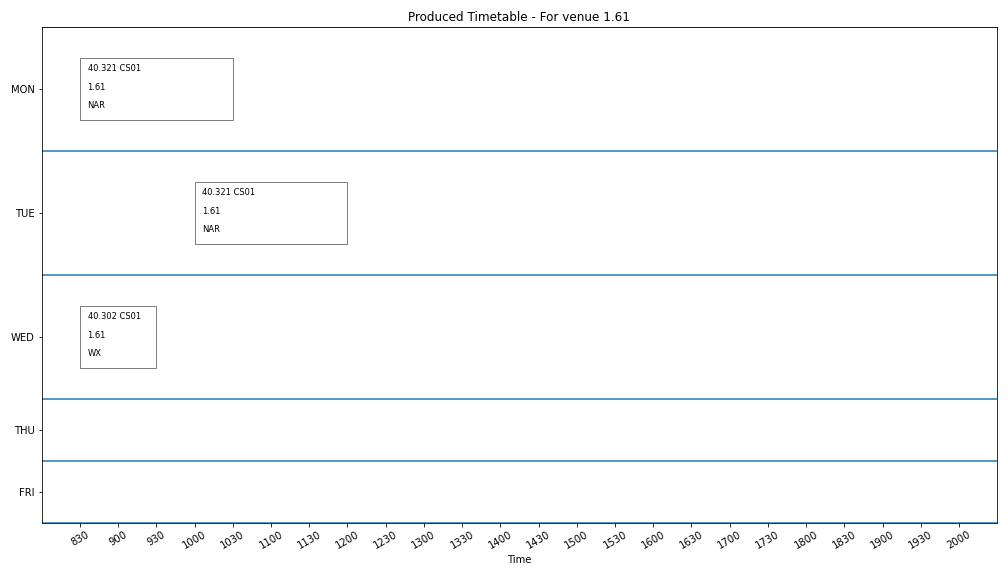 Produced Timetable - For venue 1.61
MON
40.321 CS01
1.61
NAR
TUE
40.321 CS01
1.61
NAR
WED
40.302 CS01
1.61
WX
THU
FRI
830 900 930 1000 1030 1100 1130 1200 1230 1300 1330 1400 1430 1500 1530 1600 1630 1700 1730 1800 1830 1900 1930 2000
Time